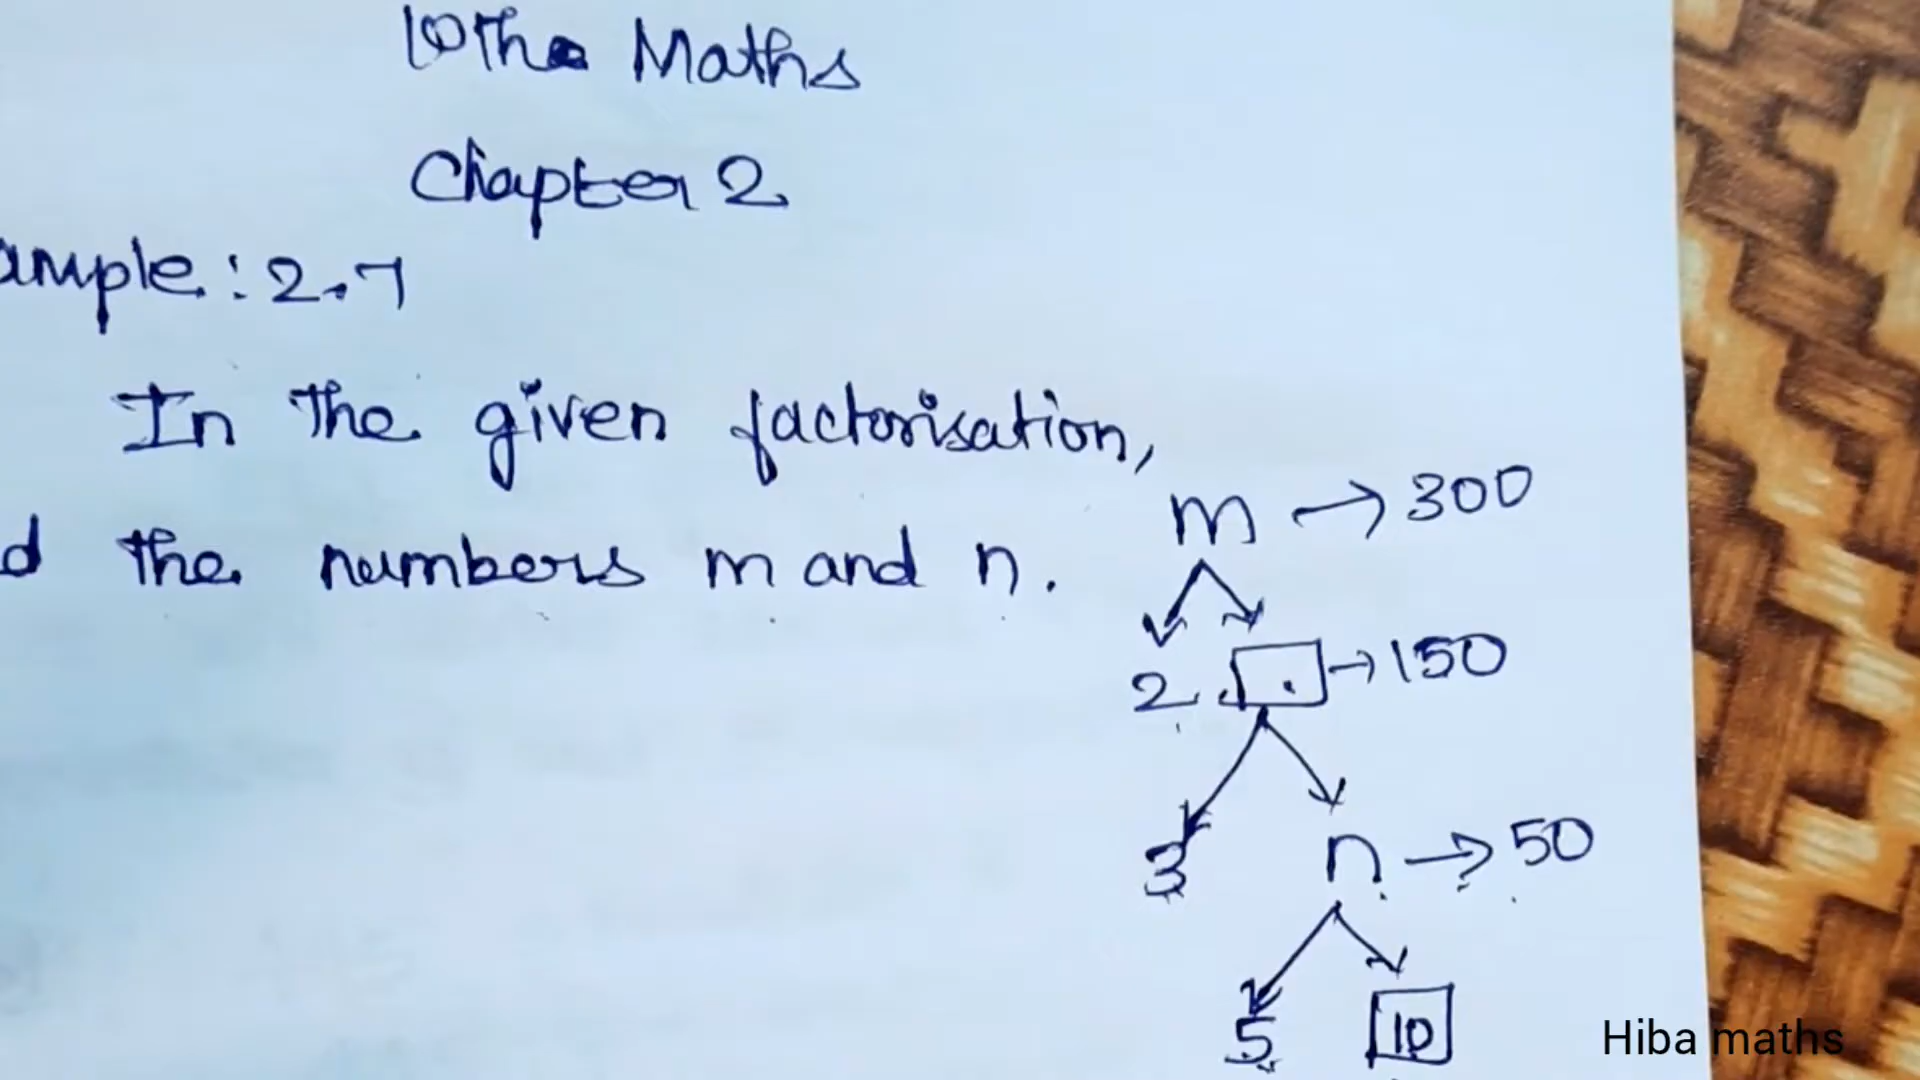 10th Maths
Chapter 2
ample : 2.7
In the given factorisation,
d the numbers m and n.
m → 300
2 . → 150
3 n → 50
5 10
Hiba maths